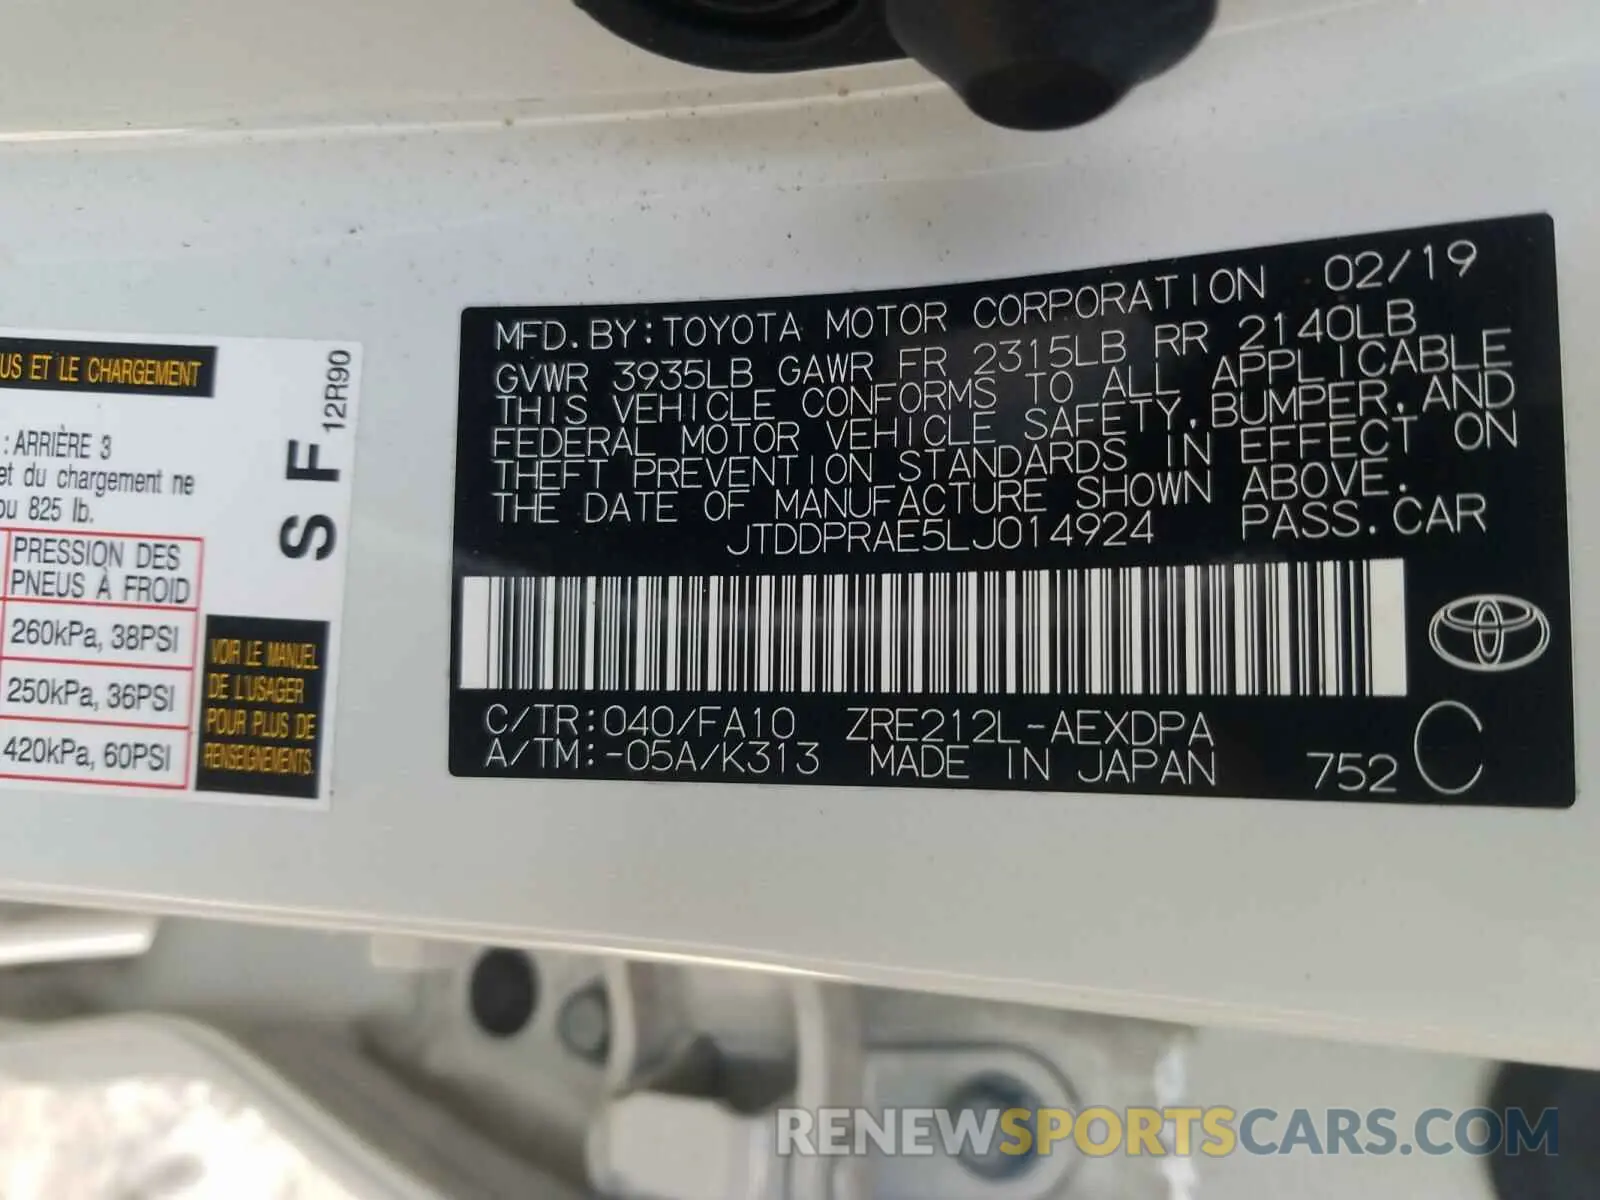 US ET LE CHARGEMENT
: ARRIÈRE 3
et du chargement ne
ou 825 lb.
PRESSION DES
PNEUS À FROID
260kPa, 38PSI
250kPa, 36PSI
420kPa, 60PSI
12R90
S F
VOIR LE MANUEL
DE L'USAGER
POUR PLUS DE
RENSEIGNEMENTS.
MFD. BY: TOYOTA MOTOR CORPORATION 02/19
GVWR 3935LB GAWR FR 2315LB RR 2140LB
THIS VEHICLE CONFORMS TO ALL APPLICABLE
FEDERAL MOTOR VEHICLE SAFETY, BUMPER, AND
THEFT PREVENTION STANDARDS IN EFFECT ON
THE DATE OF MANUFACTURE SHOWN ABOVE.
JTDDPRAE5LJ014924 PASS. CAR
C/TR: 040/FA10 ZRE212L-AEXDPA
A/TM: -05A/K313 MADE IN JAPAN 752 C
RENEWSPORTSCARS.COM